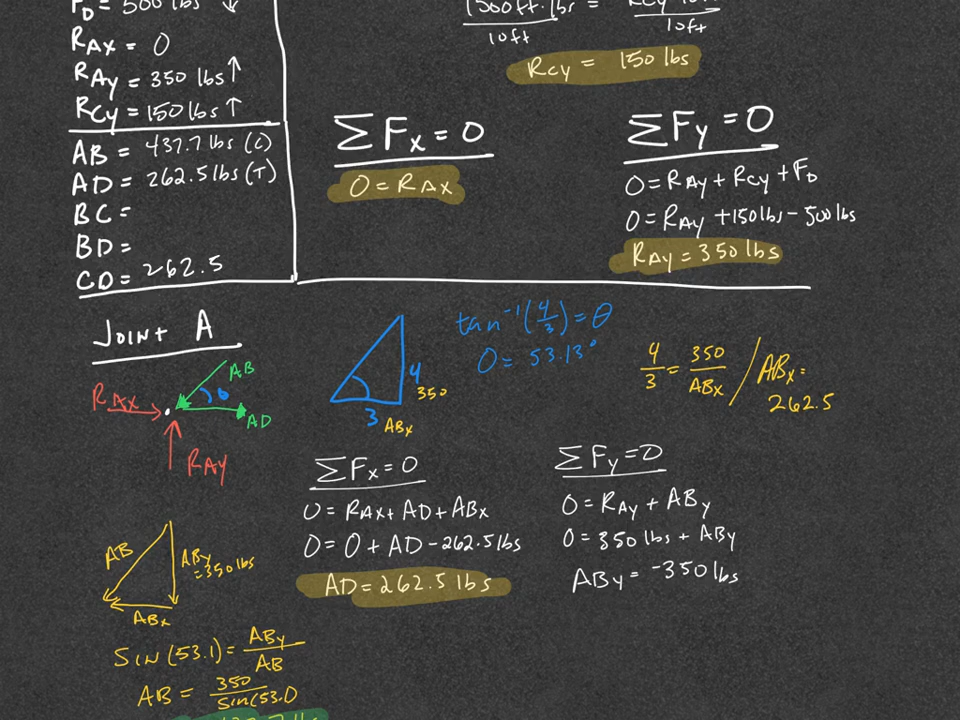 FD = 500 lbs ↓
RAx = 0
RAy = 350 lbs ↑
RCy = 150 lbs ↑
AB = 437.7 lbs (C)
AD = 262.5 lbs (T)
BC =
BD =
CD = 262.5
10ft 10ft
RCy = 150 lbs
ΣFx = 0
0 = RAx
ΣFy = 0
0 = RAy + RCy + FD
0 = RAy + 150 lbs - 500 lbs
RAy = 350 lbs
JOINT A
RAx
AB
θ
AD
RAy
4
350
3
ABx
tan⁻¹(4/3) = θ
θ = 53.13°
4/3 = 350/ABx / ABx =
262.5
ΣFx = 0
0 = RAx + AD + ABx
0 = 0 + AD - 262.5 lbs
AD = 262.5 lbs
ΣFy = 0
0 = RAy + ABy
0 = 350 lbs + ABy
ABy = -350 lbs
AB
ABy
= 350 lbs
ABx
SIN (53.1) = ABy/AB
AB = 350/sin(53.1)